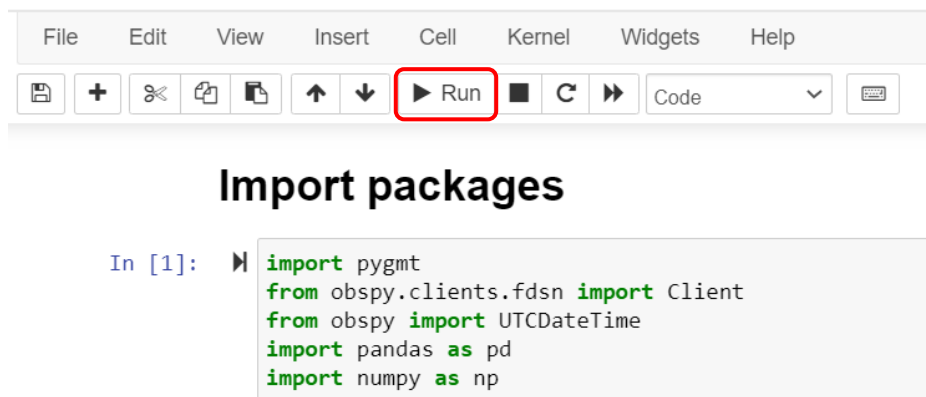 File Edit View Insert Cell Kernel Widgets Help
Run Code
Import packages
In [1]: import pygmt
from obspy.clients.fdsn import Client
from obspy import UTCDateTime
import pandas as pd
import numpy as np